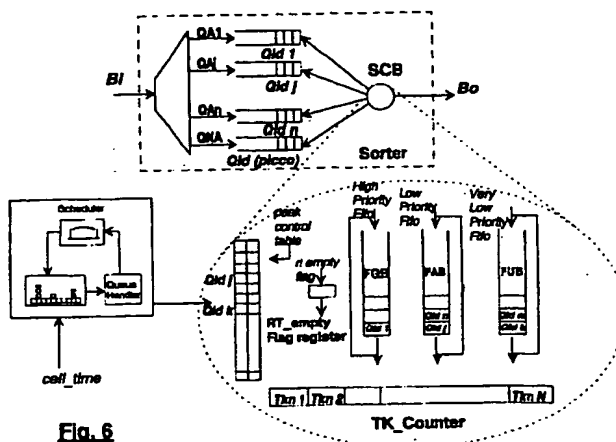 QA1
Qid 1
QAj
Qid j
SCB
Bi
Bo
QAn
Qid n
QNA
Qid (picco)
Sorter
Scheduler
Queue
Handler
cell_time
peak
control
table
Qid j
Qid k
rt empty
flag
RT_empty
Flag register
High
Priority
Fifo
Low
Priority
Fifo
Very
Low
Priority
Fifo
FGB
FAB
FUB
Qid 1
Qid n
Qid j
Qid m
Qid k
Tkn 1
Tkn 2
Tkn N
TK_Counter
Fig. 6